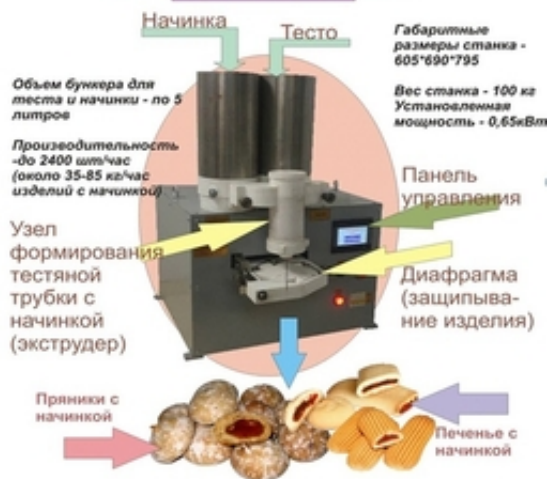 Начинка
Тесто
Габаритные
размеры станка -
605*690*795
Вес станка - 100 кг
Установленная
мощность - 0,65кВт
Объем бункера для
теста и начинки - по 5
литров
Производительность
-до 2400 шт/час
(около 35-85 кг/час
изделий с начинкой)
Панель
управления
Узел
формирования
тестяной
трубки с
начинкой
(экструдер)
Диафрагма
(защипыва-
ние изделия)
Пряники с
начинкой
Печенье с
начинкой